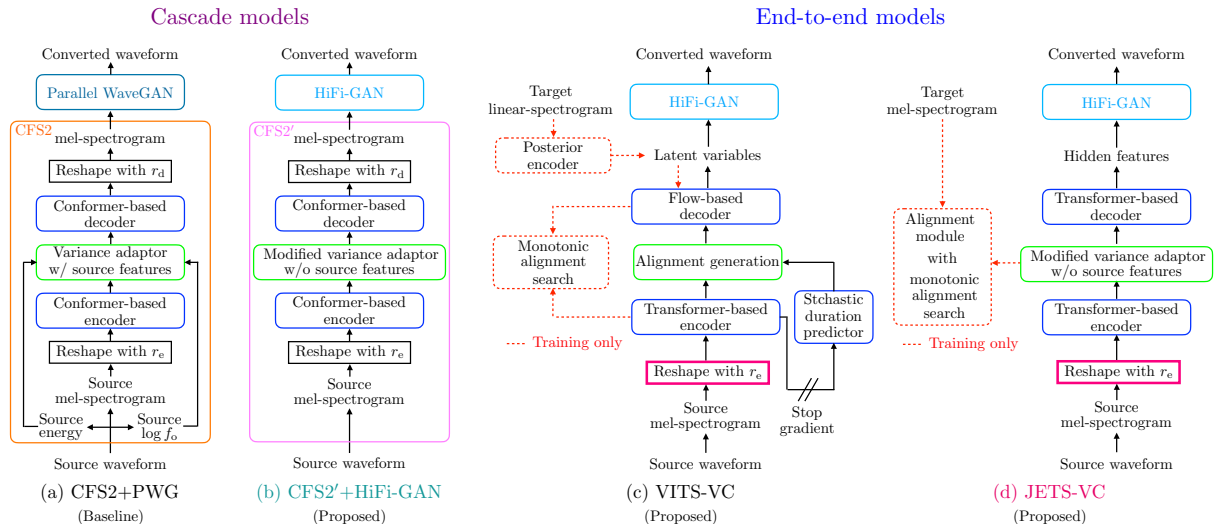 Cascade models
End-to-end models
Converted waveform
Parallel WaveGAN
CFS2
mel-spectrogram
Reshape with r_d
Conformer-based
decoder
Variance adaptor
w/ source features
Conformer-based
encoder
Reshape with r_e
Source
mel-spectrogram
Source
energy
Source
log f_o
Source waveform
(a) CFS2+PWG
(Baseline)
Converted waveform
HiFi-GAN
CFS2′
mel-spectrogram
Reshape with r_d
Conformer-based
decoder
Modified variance adaptor
w/o source features
Conformer-based
encoder
Reshape with r_e
Source
mel-spectrogram
Source waveform
(b) CFS2′+HiFi-GAN
(Proposed)
Converted waveform
HiFi-GAN
Target
linear-spectrogram
Posterior
encoder
Latent variables
Flow-based
decoder
Monotonic
alignment
search
Alignment generation
Transformer-based
encoder
Stchastic
duration
predictor
Training only
Reshape with r_e
Stop
gradient
Source
mel-spectrogram
Source waveform
(c) VITS-VC
(Proposed)
Converted waveform
HiFi-GAN
Target
mel-spectrogram
Hidden features
Transformer-based
decoder
Alignment
module
with
monotonic
alignment
search
Modified variance adaptor
w/o source features
Transformer-based
encoder
Training only
Reshape with r_e
Source
mel-spectrogram
Source waveform
(d) JETS-VC
(Proposed)